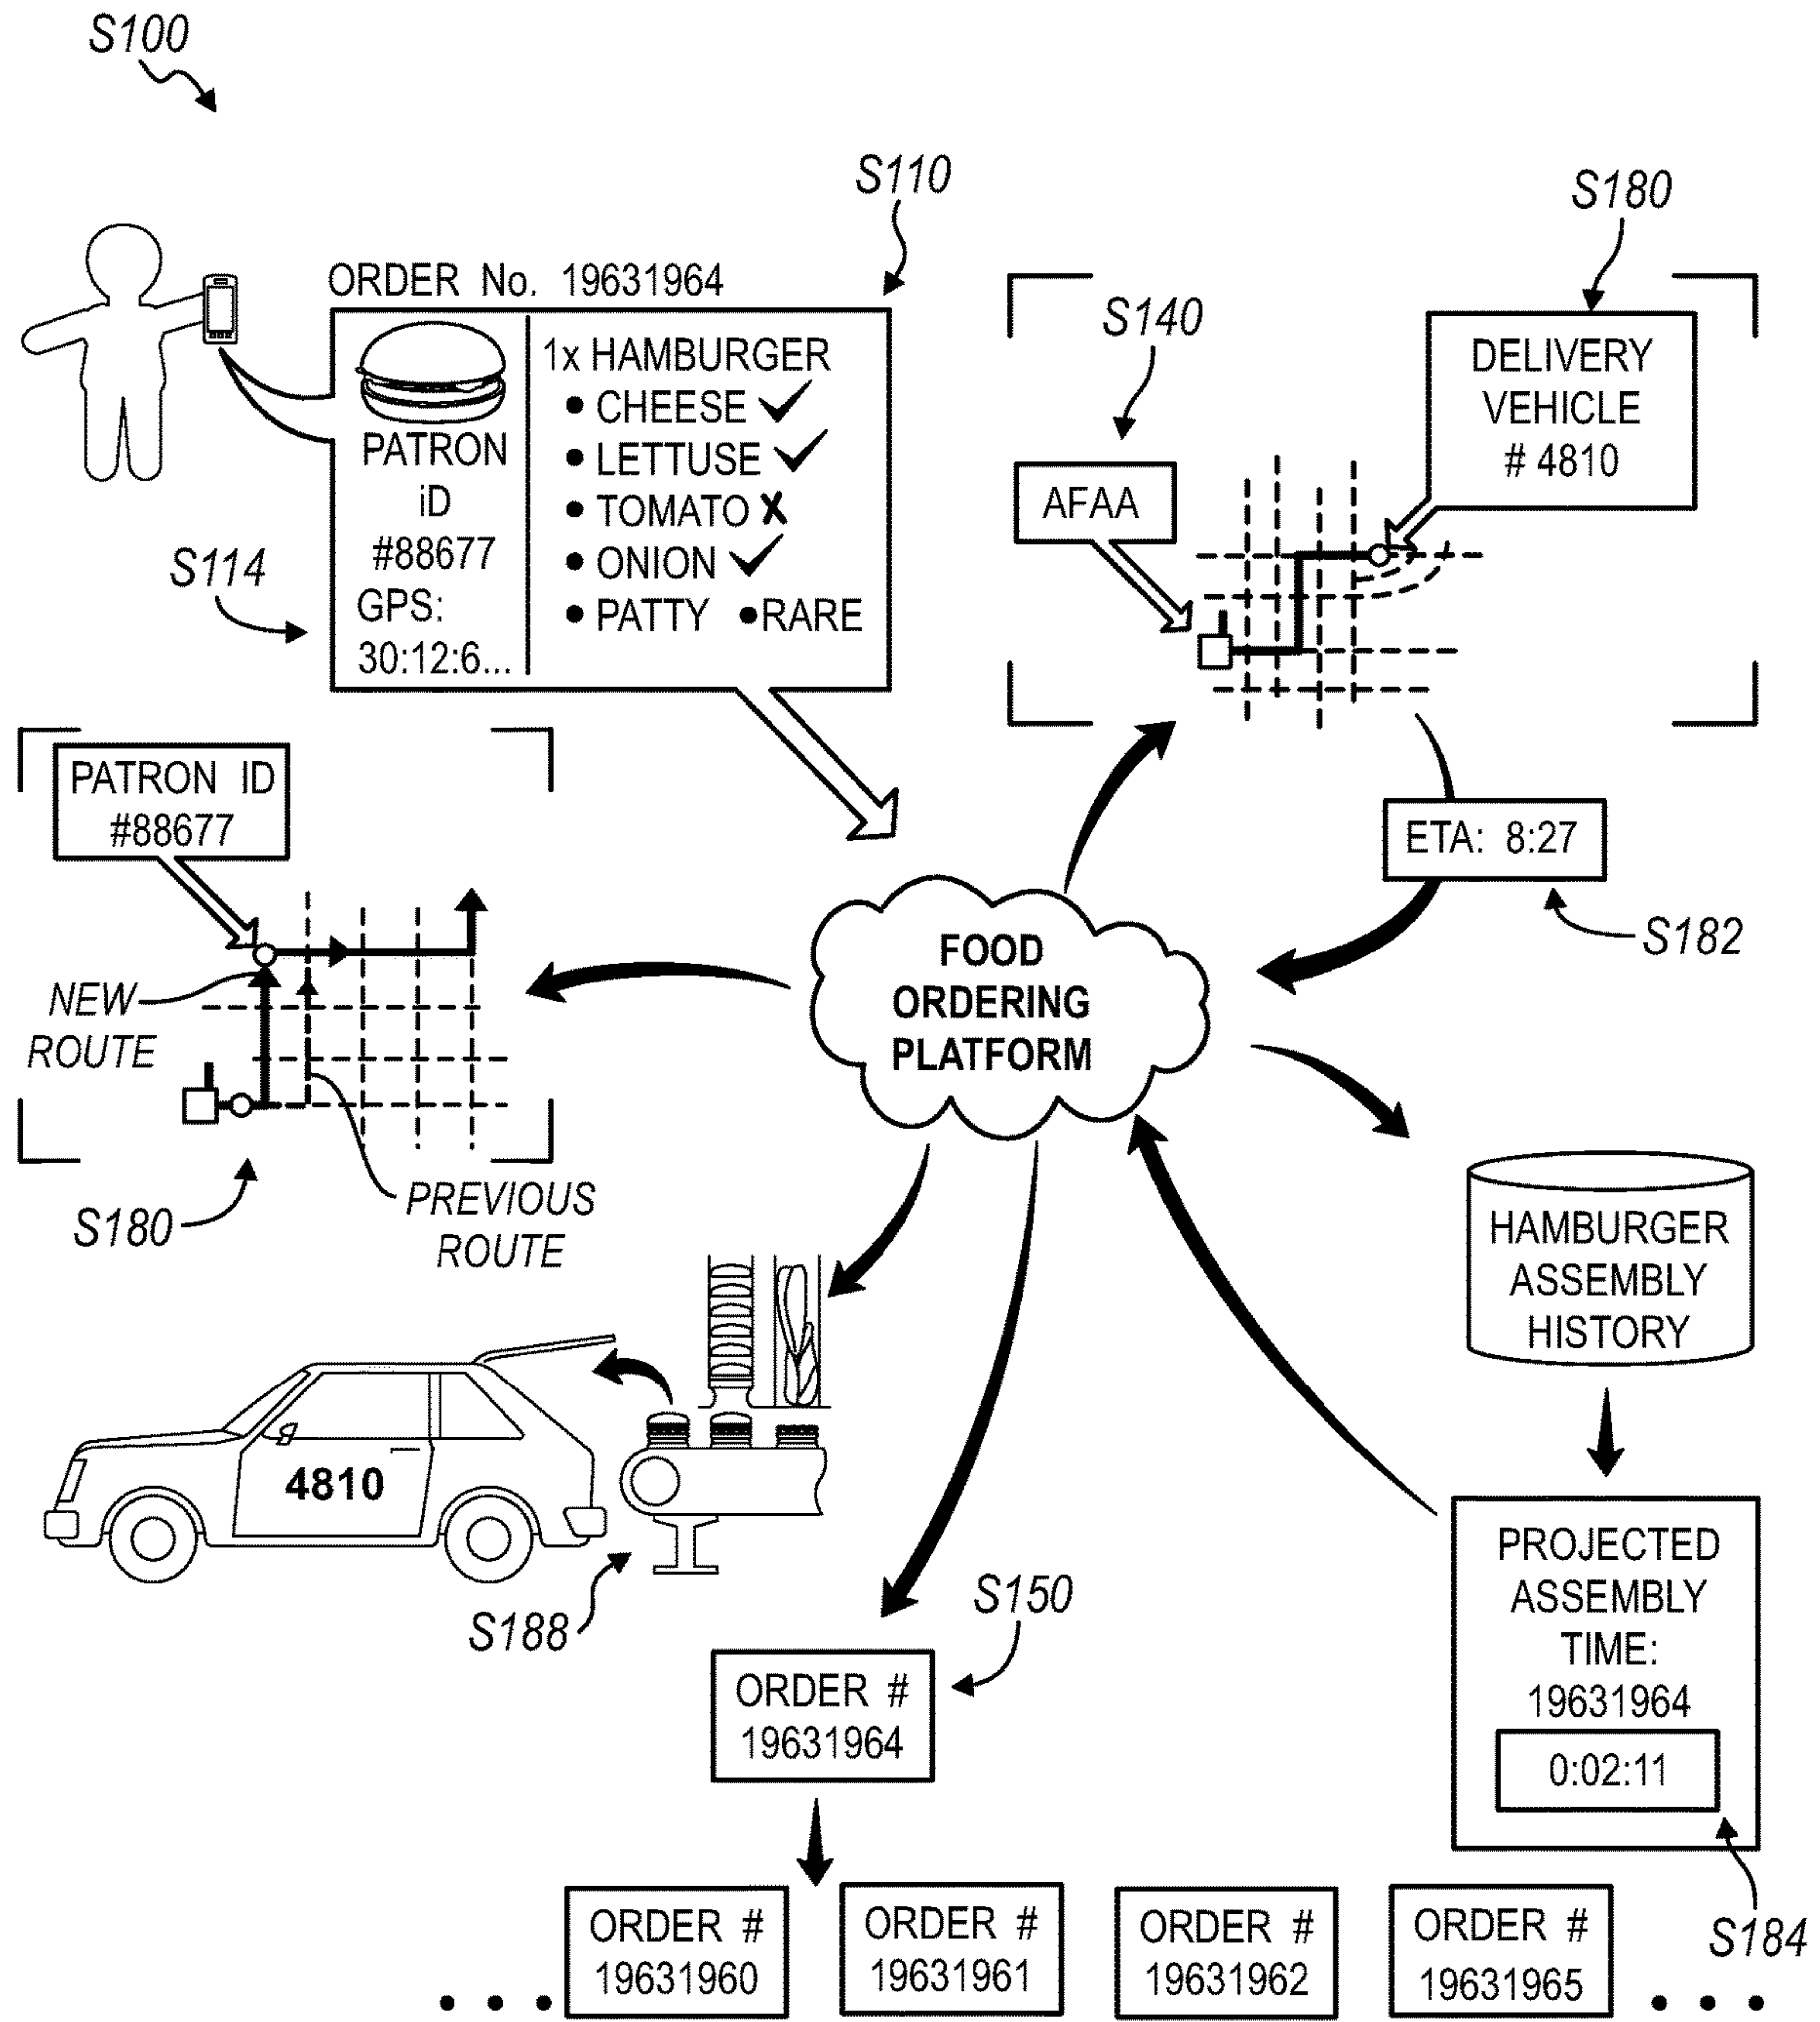 S100
S110
ORDER No. 19631964
PATRON
iD
#88677
GPS:
30:12:6...
1x HAMBURGER
• CHEESE ✓
• LETTUSE ✓
• TOMATO X
• ONION ✓
• PATTY • RARE
S114
S180
S140
DELIVERY
VEHICLE
# 4810
AFAA
ETA: 8:27
S182
PATRON ID
#88677
NEW
ROUTE
PREVIOUS
ROUTE
S180
FOOD
ORDERING
PLATFORM
HAMBURGER
ASSEMBLY
HISTORY
4810
S188
S150
ORDER #
19631964
PROJECTED
ASSEMBLY
TIME:
19631964
0:02:11
S184
• • •
ORDER #
19631960
ORDER #
19631961
ORDER #
19631962
ORDER #
19631965
• • •